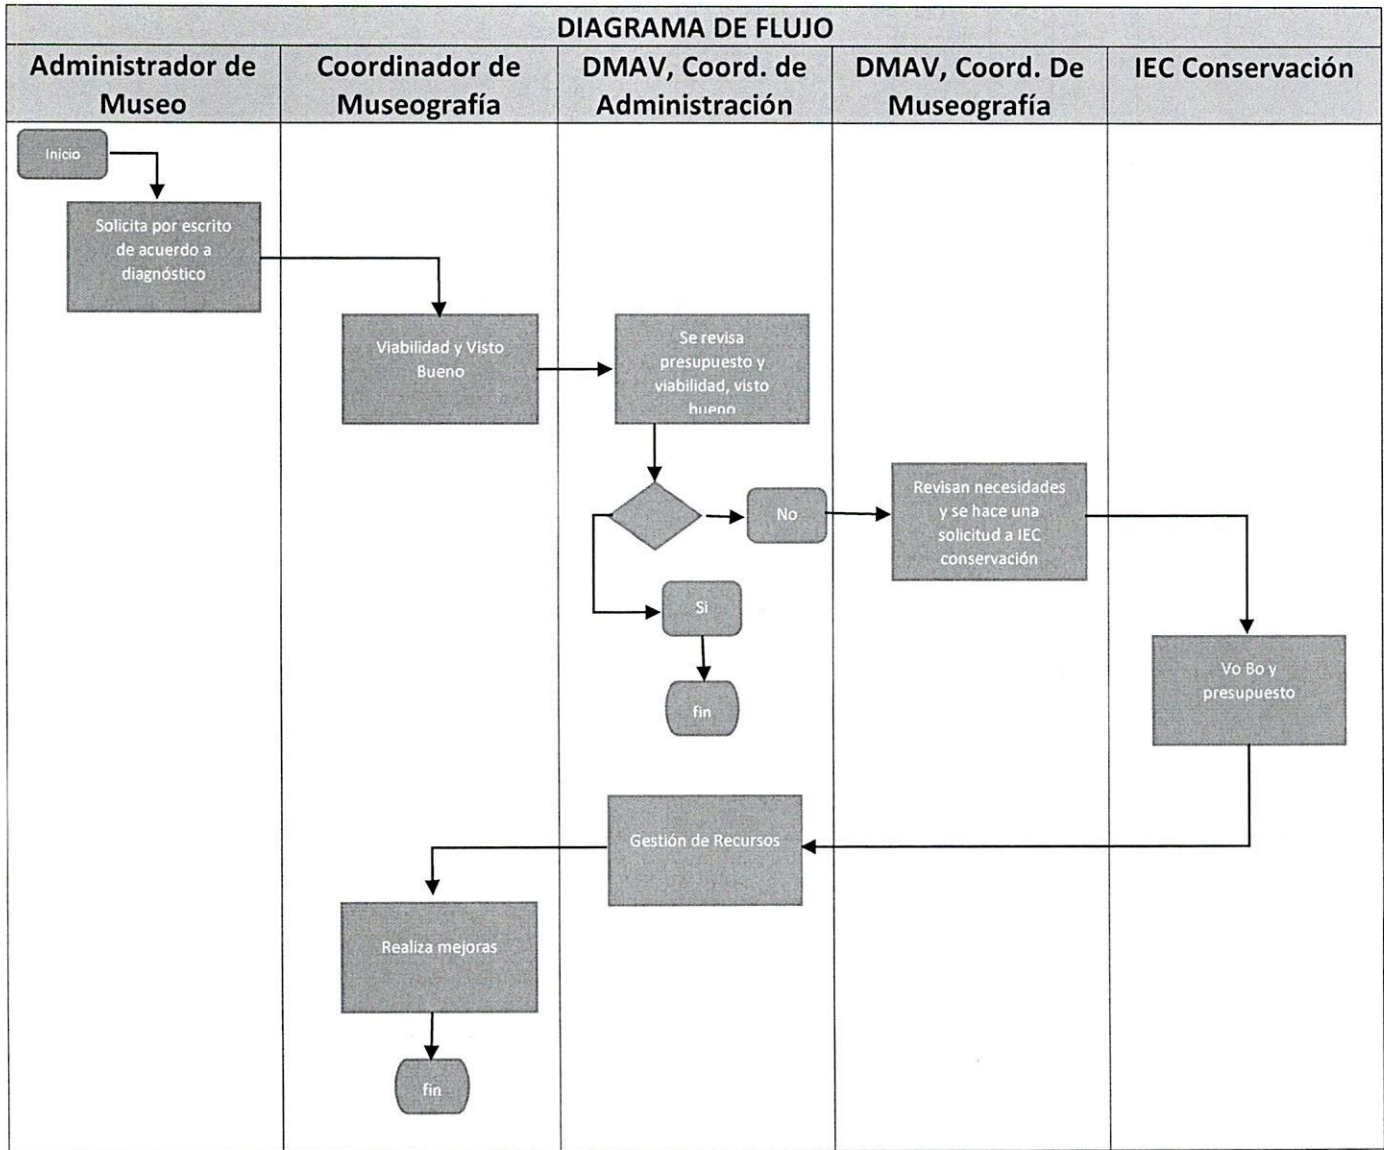 DIAGRAMA DE FLUJO
Administrador de
Museo
Coordinador de
Museografía
DMAV, Coord. de
Administración
DMAV, Coord. De
Museografía
IEC Conservación
Inicio
Solicita por escrito
de acuerdo a
diagnóstico
Viabilidad y Visto
Bueno
Se revisa
presupuesto y
viabilidad, visto
bueno
No
Revisan necesidades
y se hace una
solicitud a IEC
conservación
Si
fin
Vo Bo y
presupuesto
Gestión de Recursos
Realiza mejoras
fin